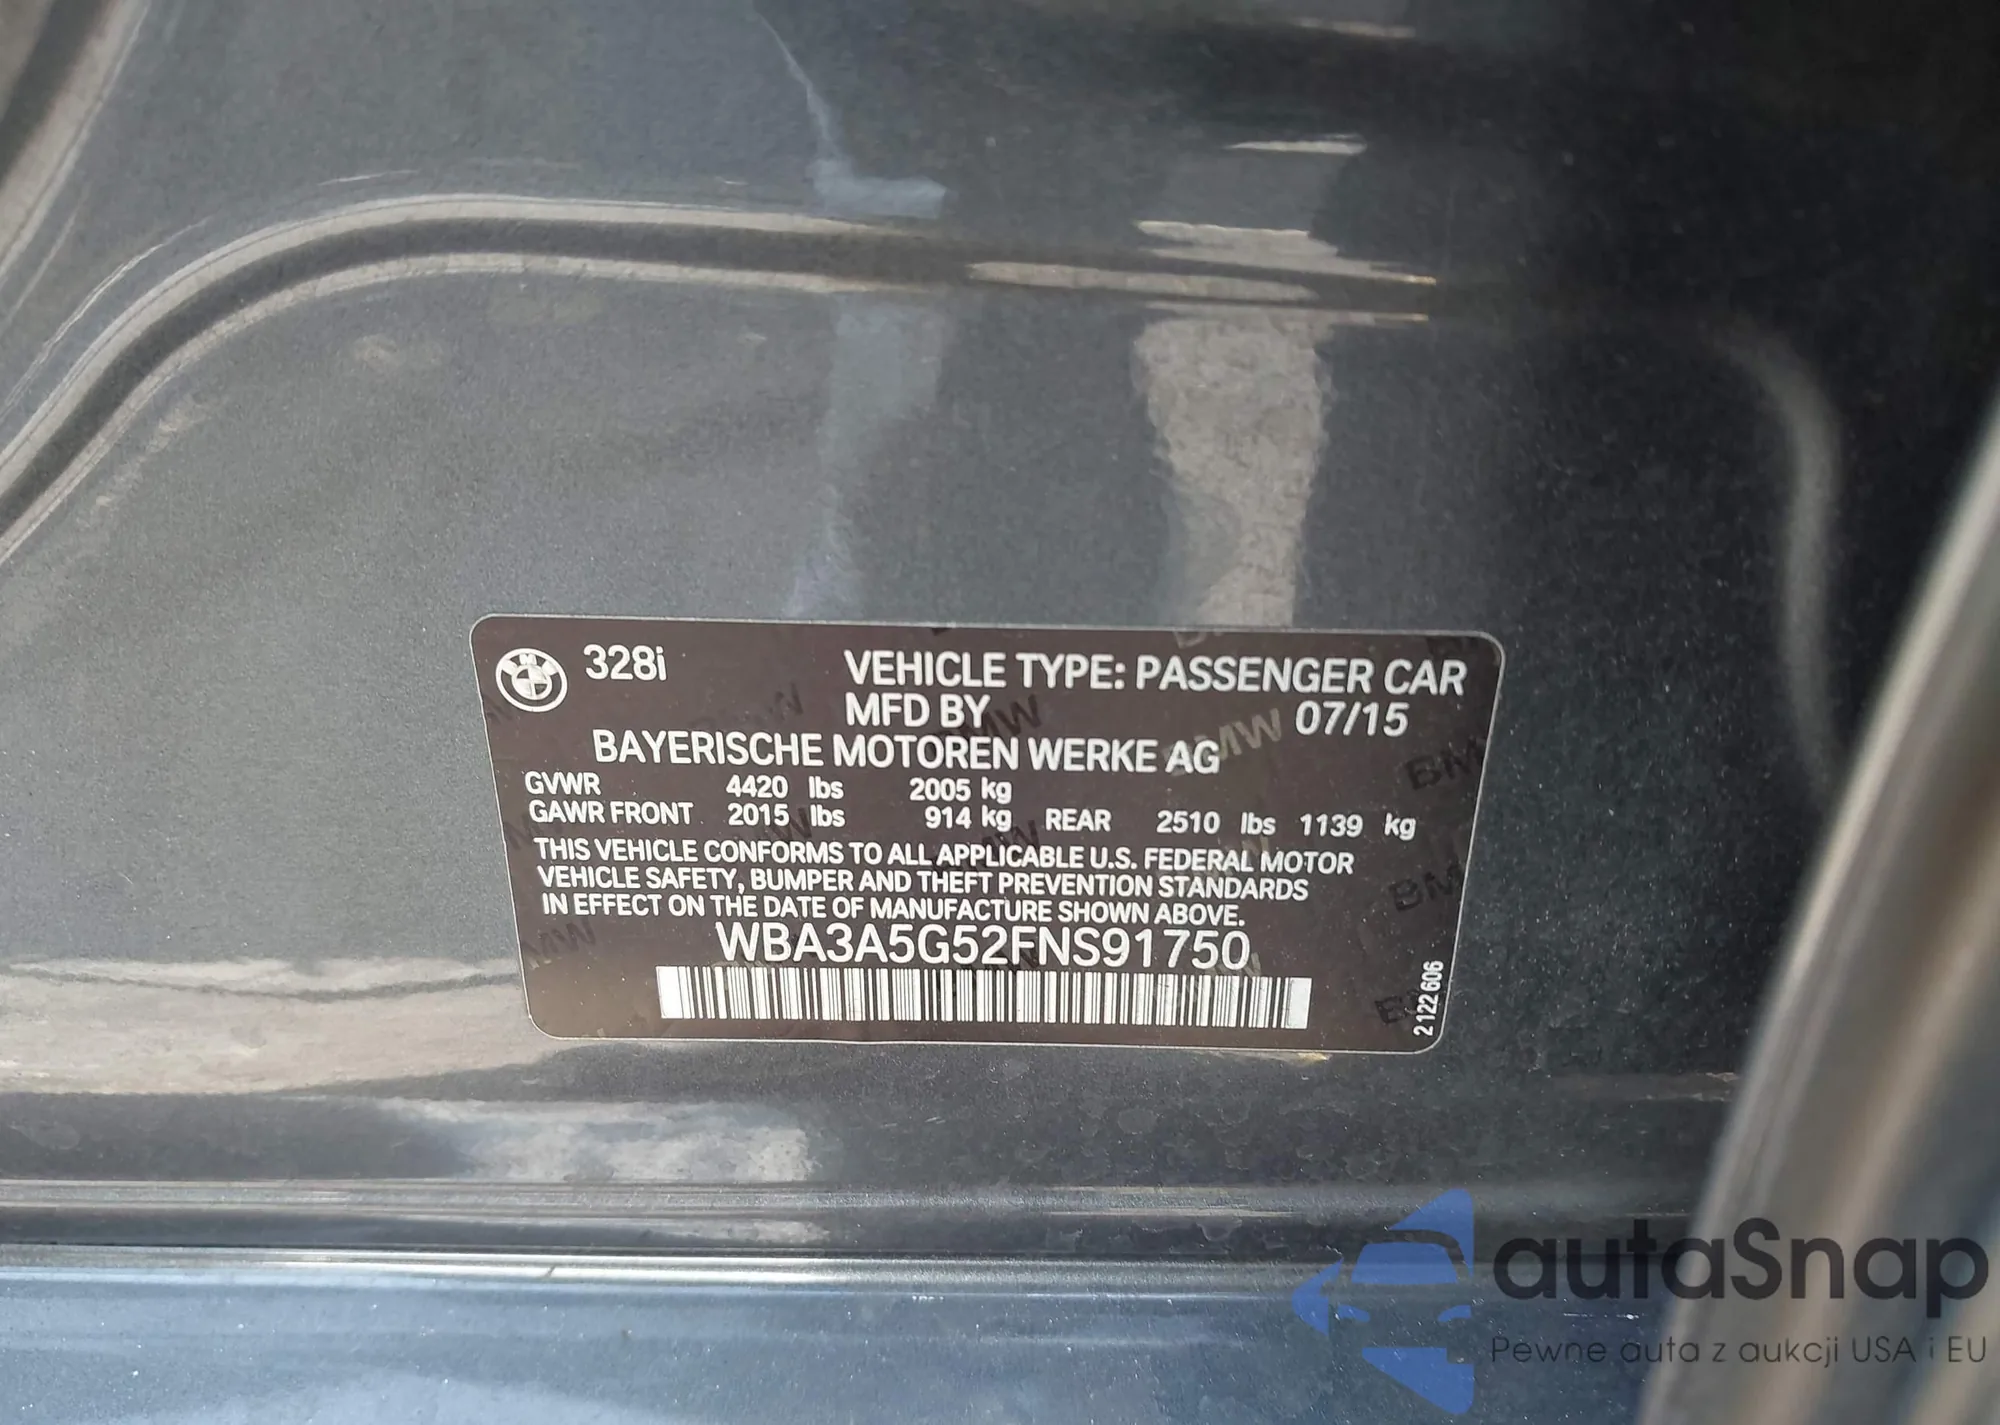 328i
VEHICLE TYPE: PASSENGER CAR
MFD BY 07/15
BAYERISCHE MOTOREN WERKE AG
GVWR 4420 lbs 2005 kg
GAWR FRONT 2015 lbs 914 kg REAR 2510 lbs 1139 kg
THIS VEHICLE CONFORMS TO ALL APPLICABLE U.S. FEDERAL MOTOR
VEHICLE SAFETY, BUMPER AND THEFT PREVENTION STANDARDS
IN EFFECT ON THE DATE OF MANUFACTURE SHOWN ABOVE.
WBA3A5G52FNS91750
2122606
autaSnap
Pewne auta z aukcji USA i EU